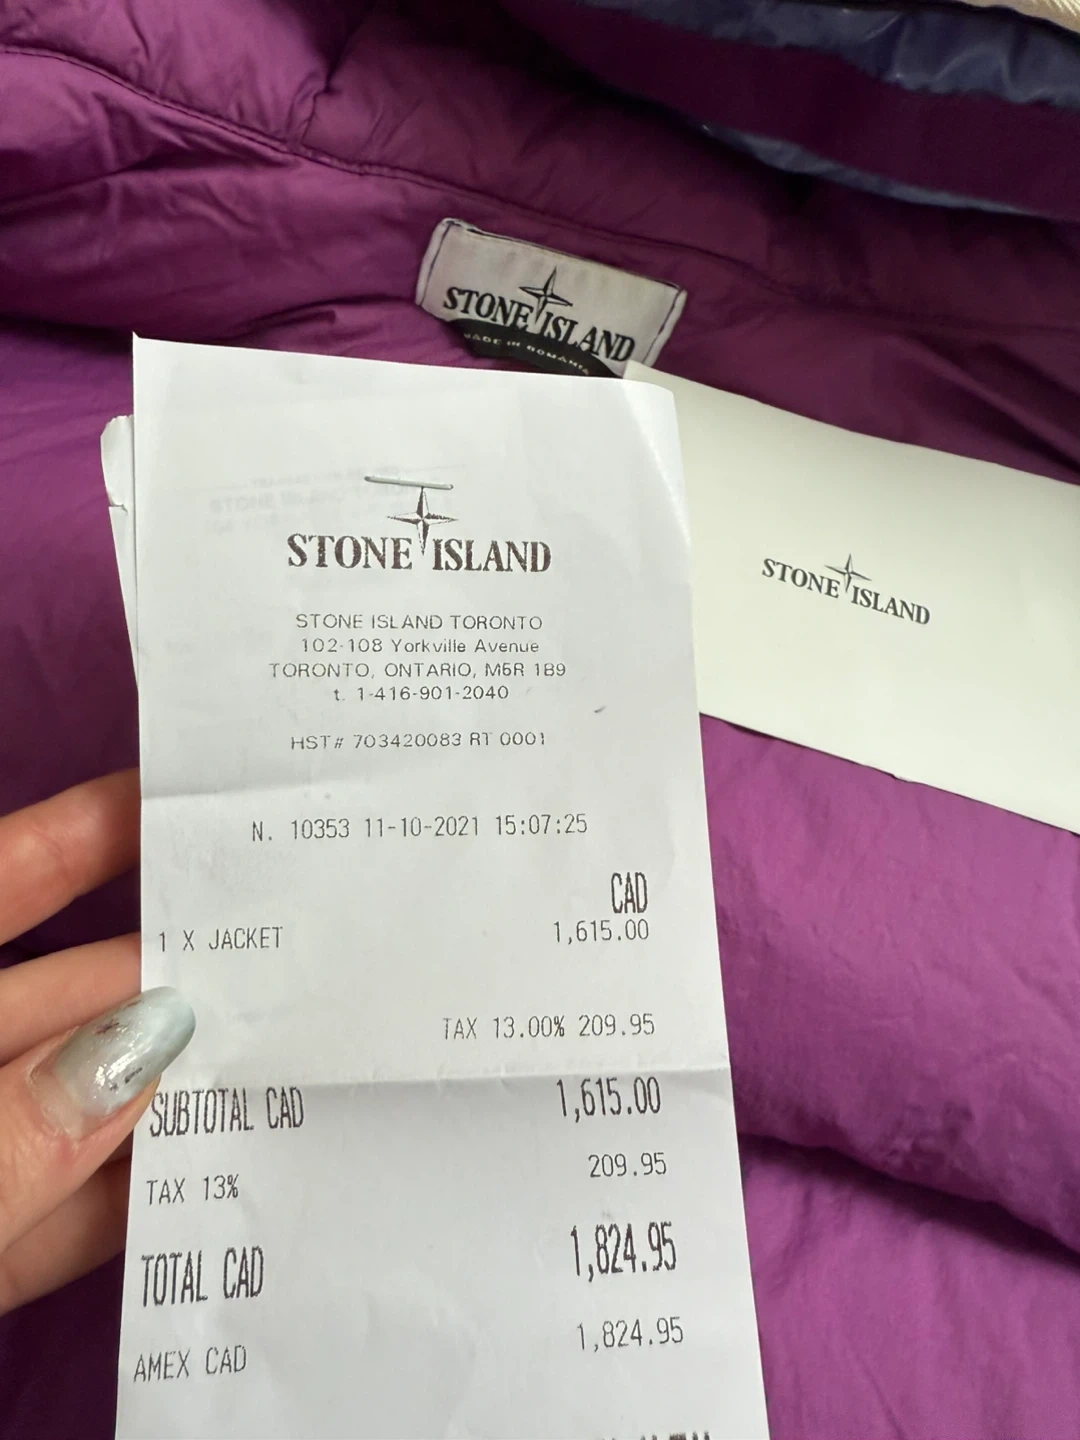 STONE ISLAND
MADE IN ROMANIA
STONE ISLAND
STONE ISLAND TORONTO
102-108 Yorkville Avenue
TORONTO, ONTARIO, M5R 1B9
t. 1-416-901-2040
HST# 703420083 RT 0001
N. 10353 11-10-2021 15:07:25
CAD
1 X JACKET 1,615.00
TAX 13.00% 209.95
SUBTOTAL CAD 1,615.00
TAX 13% 209.95
TOTAL CAD 1,824.95
AMEX CAD 1,824.95
STONE ISLAND